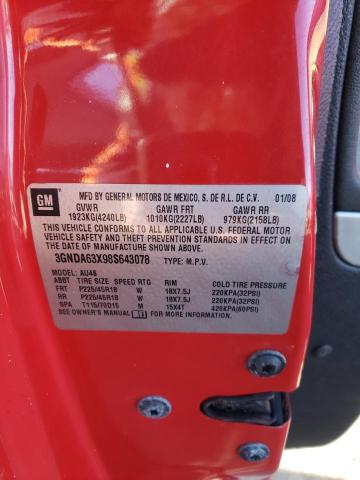 GM
MFD BY GENERAL MOTORS DE MEXICO, S. DE R.L. DE C.V. 01/08
GVWR GAWR FRT GAWR RR
1923KG(4240LB) 1010KG(2227LB) 979KG(2158LB)
THIS VEHICLE CONFORMS TO ALL APPLICABLE U.S. FEDERAL MOTOR
VEHICLE SAFETY AND THEFT PREVENTION STANDARDS IN EFFECT ON
THE DATE OF MANUFACTURE SHOWN ABOVE.
3GNDA63X98S643078 TYPE: M.P.V.
MODEL: AU46
ABBT TIRE SIZE SPEED RTG RIM COLD TIRE PRESSURE
FRT P225/45R18 W 18X7.5J 220KPA(32PSI)
RR P225/45R18 W 18X7.5J 220KPA(32PSI)
SPA T115/70D15 M 15X4T 420KPA(60PSI)
SEE OWNER'S MANUAL FOR ADDITIONAL INFORMATION.